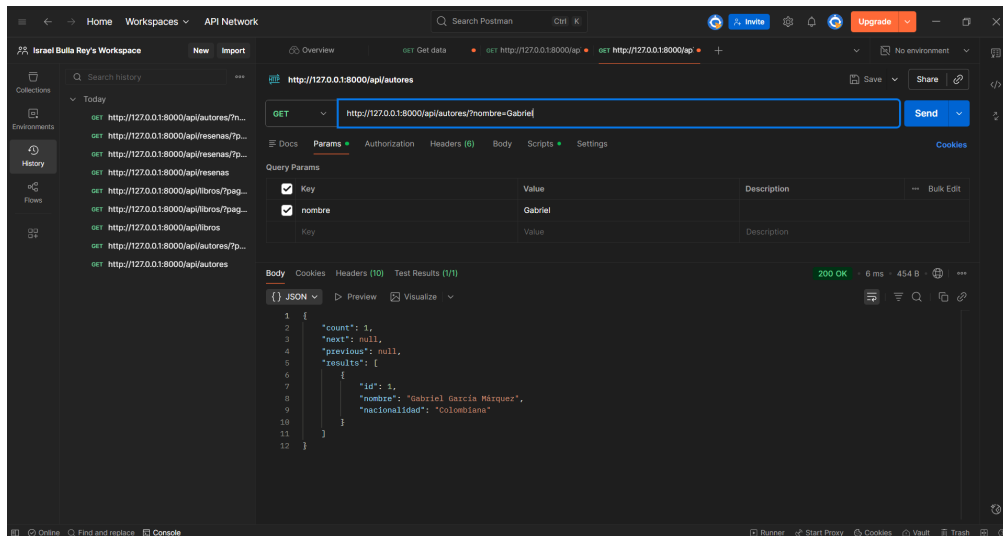 Home Workspaces API Network Search Postman Ctrl K Invite Upgrade
Israel Bulla Rey's Workspace New Import Overview GET Get data GET http://127.0.0.1:8000/ap GET http://127.0.0.1:8000/ap No environment
Collections
Environments
History
Flows
Search history
Today
GET http://127.0.0.1:8000/api/autores/?n...
GET http://127.0.0.1:8000/api/resenas/?p...
GET http://127.0.0.1:8000/api/resenas/?p...
GET http://127.0.0.1:8000/api/resenas
GET http://127.0.0.1:8000/api/libros/?pag...
GET http://127.0.0.1:8000/api/libros/?pag...
GET http://127.0.0.1:8000/api/libros
GET http://127.0.0.1:8000/api/autores/?p...
GET http://127.0.0.1:8000/api/autores
HTTP http://127.0.0.1:8000/api/autores Save Share
GET http://127.0.0.1:8000/api/autores/?nombre=Gabriel Send
Docs Params Authorization Headers (6) Body Scripts Settings Cookies
Query Params
Key Value Description Bulk Edit
nombre Gabriel
Key Value Description
Body Cookies Headers (10) Test Results (1/1) 200 OK 6 ms 454 B
{} JSON Preview Visualize
1 {
2 "count": 1,
3 "next": null,
4 "previous": null,
5 "results": [
6 {
7 "id": 1,
8 "nombre": "Gabriel García Márquez",
9 "nacionalidad": "Colombiana"
10 }
11 ]
12 }
Online Find and replace Console Runner Start Proxy Cookies Vault Trash